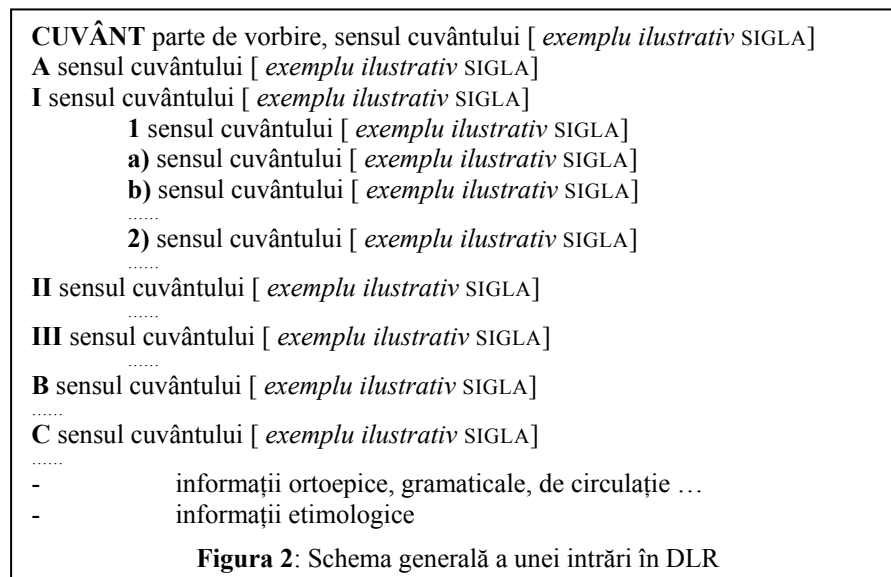 CUVÂNT parte de vorbire, sensul cuvântului [ exemplu ilustrativ SIGLA]
A sensul cuvântului [ exemplu ilustrativ SIGLA]
I sensul cuvântului [ exemplu ilustrativ SIGLA]
1 sensul cuvântului [ exemplu ilustrativ SIGLA]
a) sensul cuvântului [ exemplu ilustrativ SIGLA]
b) sensul cuvântului [ exemplu ilustrativ SIGLA]
......
2) sensul cuvântului [ exemplu ilustrativ SIGLA]
......
II sensul cuvântului [ exemplu ilustrativ SIGLA]
......
III sensul cuvântului [ exemplu ilustrativ SIGLA]
......
B sensul cuvântului [ exemplu ilustrativ SIGLA]
......
C sensul cuvântului [ exemplu ilustrativ SIGLA]
......
- informații ortoepice, gramaticale, de circulație …
- informații etimologice
Figura 2: Schema generală a unei intrări în DLR